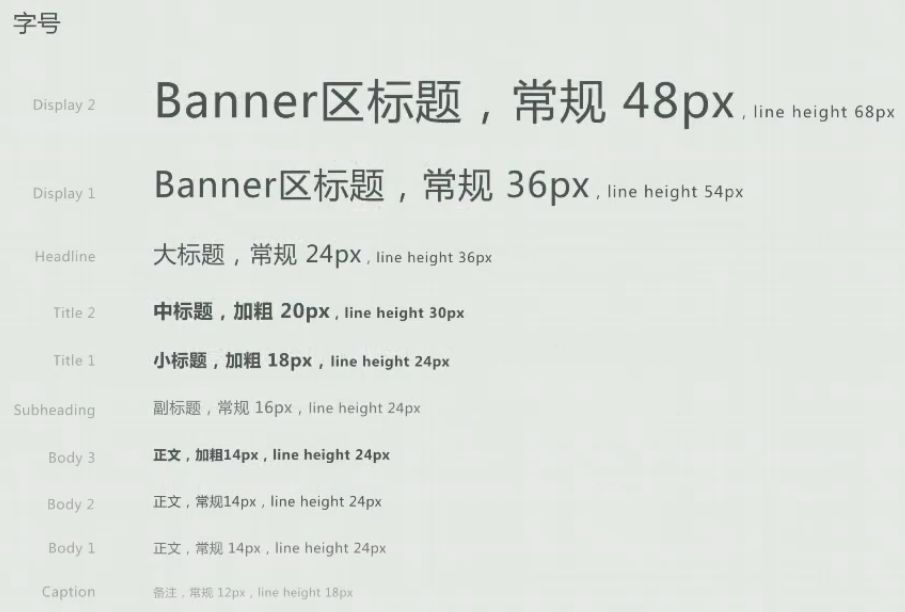 字号
Display 2 Banner区标题，常规 48px , line height 68px
Display 1 Banner区标题，常规 36px , line height 54px
Headline 大标题，常规 24px , line height 36px
Title 2 中标题，加粗 20px , line height 30px
Title 1 小标题，加粗 18px , line height 24px
Subheading 副标题，常规 16px , line height 24px
Body 3 正文，加粗14px , line height 24px
Body 2 正文，常规14px , line height 24px
Body 1 正文，常规 14px , line height 24px
Caption 备注，常规 12px , line height 18px